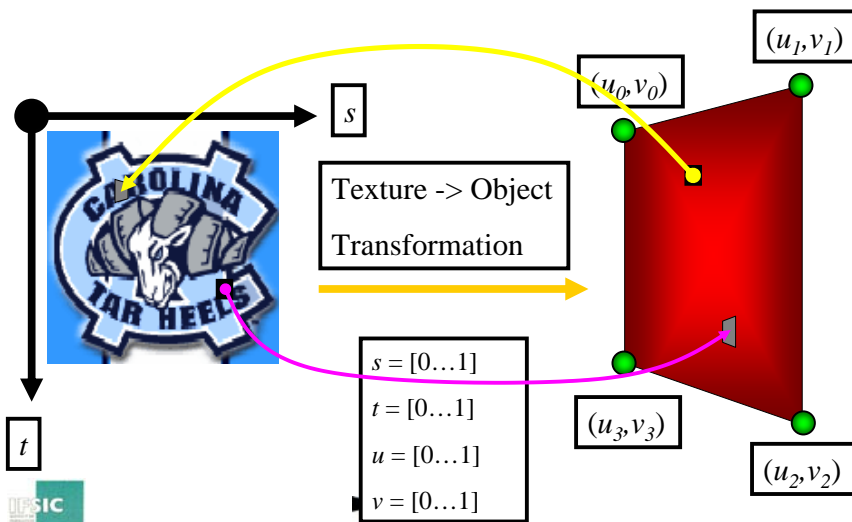 (u₁,v₁)
(u₀,v₀)
s
CAROLINA
TAR HEELS
Texture -> Object
Transformation
s = [0…1]
t = [0…1]
u = [0…1]
v = [0…1]
(u₃,v₃)
(u₂,v₂)
t
IFSIC